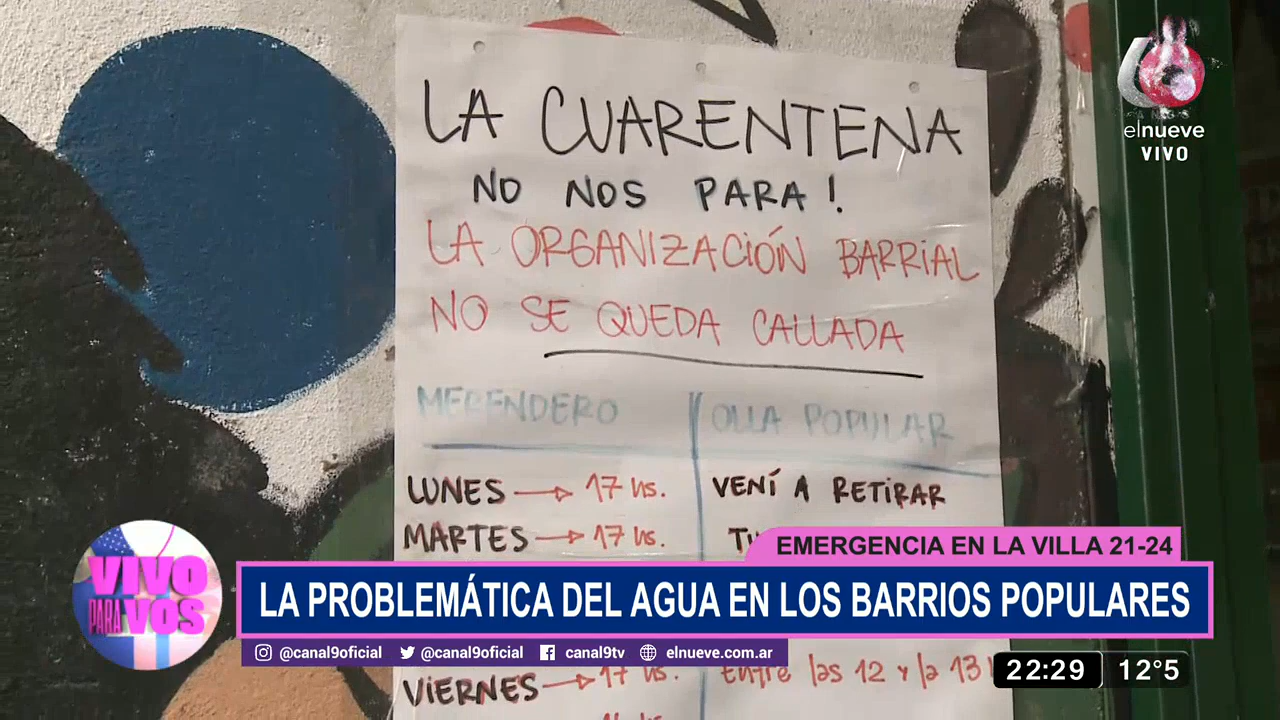 LA CUARENTENA
NO NOS PARA!
LA ORGANIZACIÓN BARRIAL
NO SE QUEDA CALLADA
MERENDERO
OLLA POPULAR
LUNES → 17 hs.
VENÍ A RETIRAR
MARTES → 17 hs.
VIERNES → 17 hs.
Entre las 12 y la 13
elnueve
VIVO
VIVO
PARA
VOS
EMERGENCIA EN LA VILLA 21-24
LA PROBLEMÁTICA DEL AGUA EN LOS BARRIOS POPULARES
@canal9oficial @canal9oficial canal9tv elnueve.com.ar
22:29 12°5